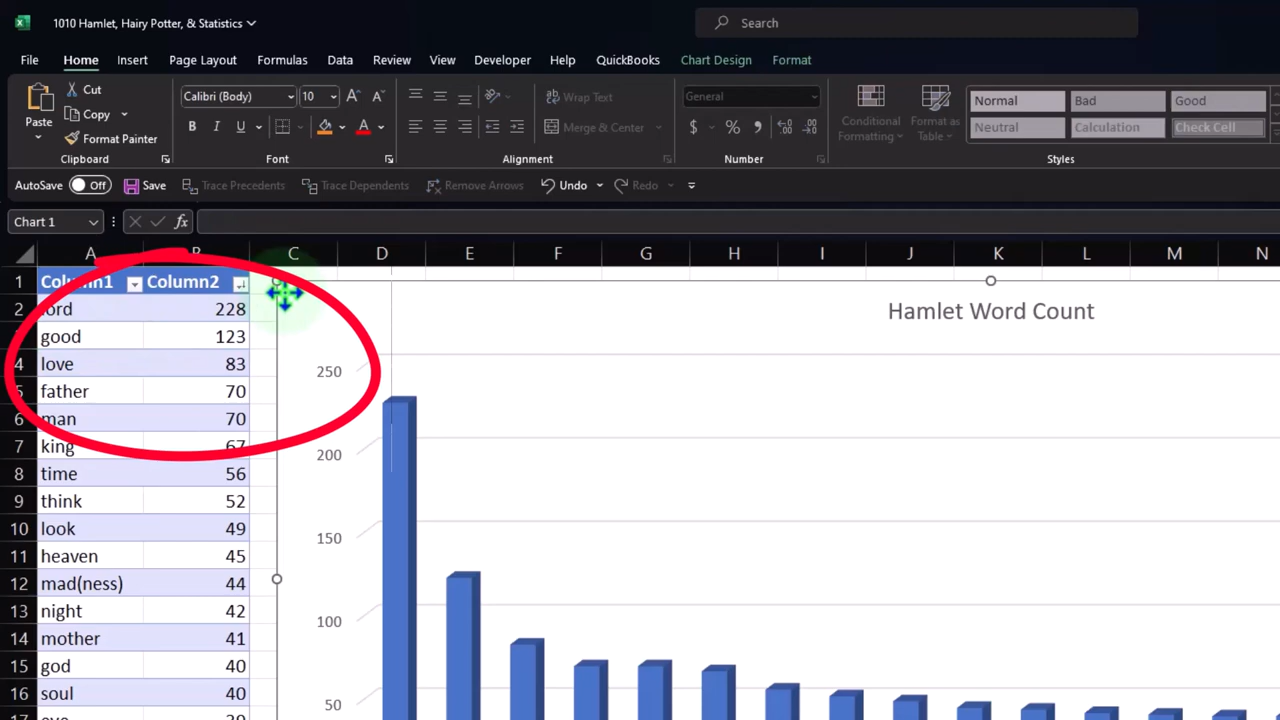 1010 Hamlet, Hairy Potter, & Statistics
Search
File Home Insert Page Layout Formulas Data Review View Developer Help QuickBooks Chart Design Format
Paste
Cut
Copy
Format Painter
Clipboard
Calibri (Body) 10 A A
B I U A
Font
Wrap Text
Merge & Center
Alignment
General
$ % 9
Number
Conditional Formatting
Format as Table
Normal Bad Good
Neutral Calculation Check Cell
Styles
AutoSave Off Save Trace Precedents Trace Dependents Remove Arrows Undo Redo
Chart 1 fx
A B C D E F G H I J K L M N
1 Column1 Column2
2 lord 228
good 123
4 love 83
5 father 70
6 man 70
7 king 67
8 time 56
9 think 52
10 look 49
11 heaven 45
12 mad(ness) 44
13 night 42
14 mother 41
15 god 40
16 soul 40
Hamlet Word Count
250
200
150
100
50